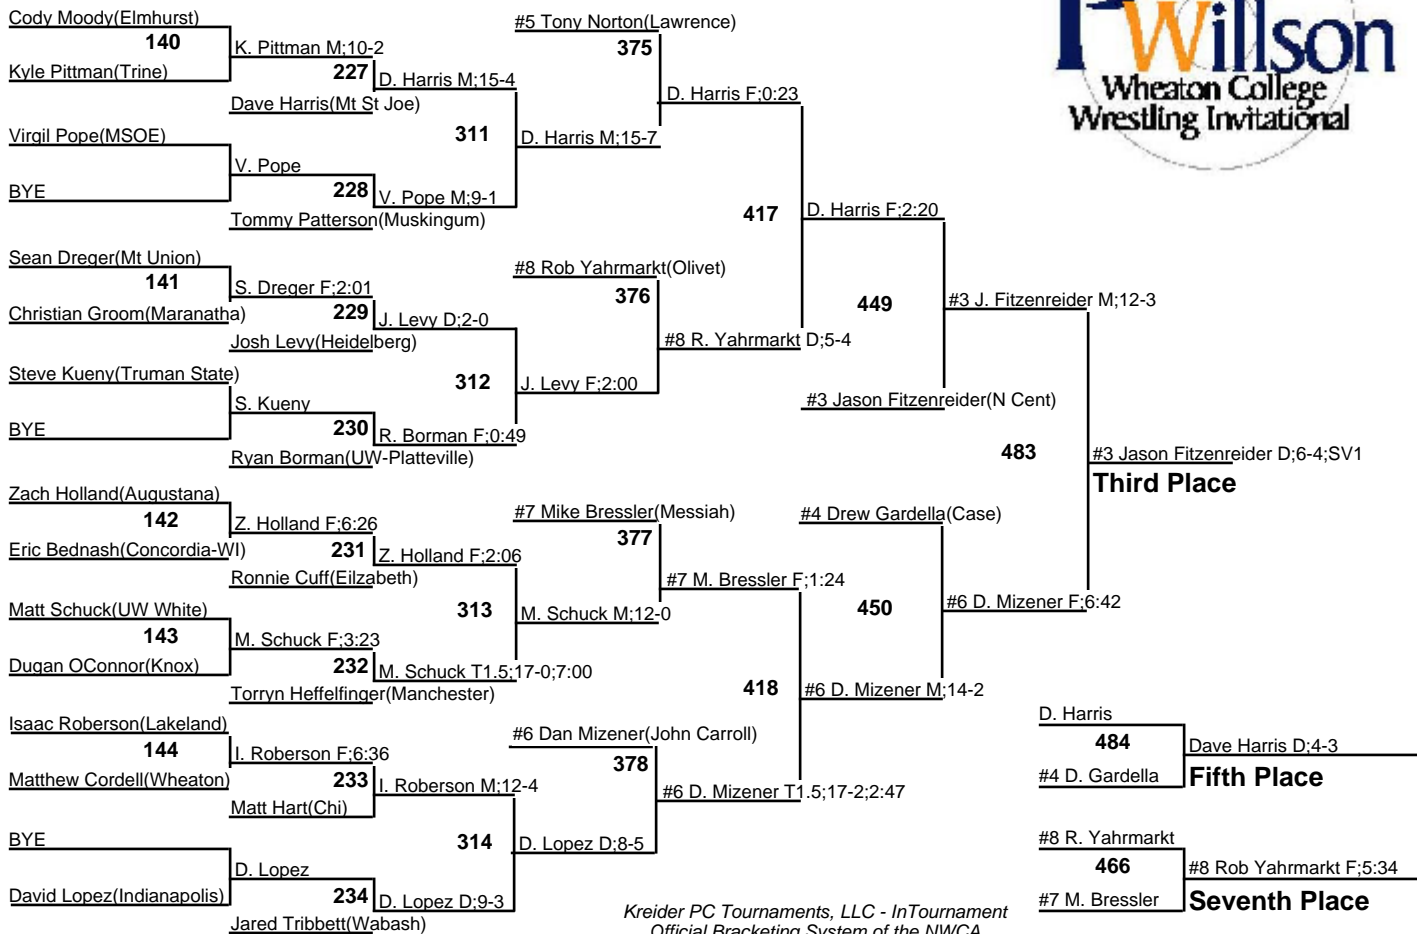 Cody Moody(Elmhurst)
140
Kyle Pittman(Trine)
Virgil Pope(MSOE)
BYE
Sean Dreger(Mt Union)
141
Christian Groom(Maranatha)
Steve Kueny(Truman State)
BYE
Zach Holland(Augustana)
142
Eric Bednash(Concordia-WI)
Matt Schuck(UW White)
143
Dugan OConnor(Knox)
Isaac Roberson(Lakeland)
144
Matthew Cordell(Wheaton)
BYE
David Lopez(Indianapolis)
K. Pittman M;10-2
227
Dave Harris(Mt St Joe)
V. Pope
228
Tommy Patterson(Muskingum)
S. Dreger F;2:01
229
Josh Levy(Heidelberg)
S. Kueny
230
Ryan Borman(UW-Platteville)
Z. Holland F;6:26
231
Ronnie Cuff(Eilzabeth)
M. Schuck F;3:23
232
Torryn Heffelfinger(Manchester)
I. Roberson F;6:36
233
Matt Hart(Chi)
D. Lopez
234
Jared Tribbett(Wabash)
D. Harris M;15-4
311
V. Pope M;9-1
J. Levy D;2-0
312
R. Borman F;0:49
Z. Holland F;2:06
313
M. Schuck T1.5;17-0;7:00
I. Roberson M;12-4
314
D. Lopez D;9-3
#5 Tony Norton(Lawrence)
375
D. Harris M;15-7
#8 Rob Yahrmarkt(Olivet)
376
J. Levy F;2:00
#7 Mike Bressler(Messiah)
377
M. Schuck M;12-0
#6 Dan Mizener(John Carroll)
378
D. Lopez D;8-5
D. Harris F;0:23
417
#8 R. Yahrmarkt D;5-4
#7 M. Bressler F;1:24
418
#6 D. Mizener T1.5;17-2;2:47
D. Harris F;2:20
449
#3 Jason Fitzenreider(N Cent)
#4 Drew Gardella(Case)
450
#6 D. Mizener M;14-2
#3 J. Fitzenreider M;12-3
483
#6 D. Mizener F;6:42
#3 Jason Fitzenreider D;6-4;SV1
Third Place
D. Harris
484
#4 D. Gardella
Dave Harris D;4-3
Fifth Place
#8 R. Yahrmarkt
466
#7 M. Bressler
#8 Rob Yahrmarkt F;5:34
Seventh Place
Willson
Wheaton College
Wrestling Invitational
Kreider PC Tournaments, LLC - InTournament
Official Bracketing System of the NWCA